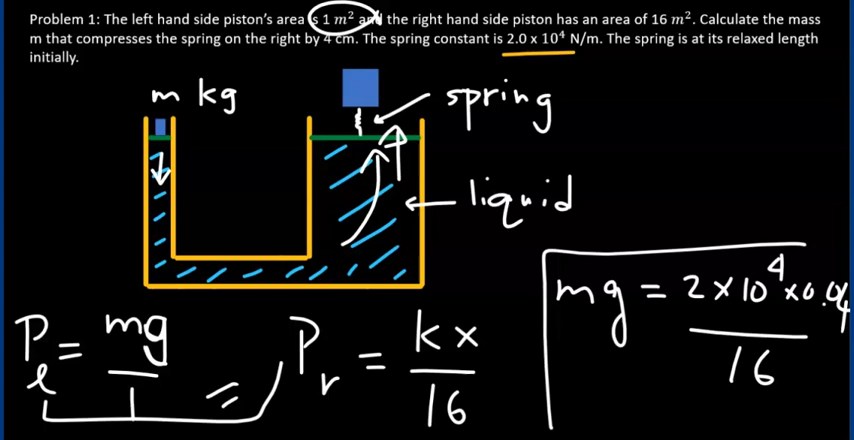 Problem 1: The left hand side piston's area is 1 m² and the right hand side piston has an area of 16 m². Calculate the mass
m that compresses the spring on the right by 4 cm. The spring constant is 2.0 x 10⁴ N/m. The spring is at its relaxed length
initially.
m kg
spring
liquid
P_l = mg/1 = P_r = kx/16
mg = 2×10⁴×0.04/16